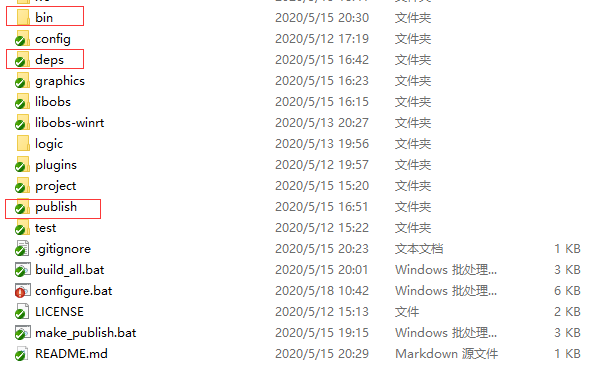 bin 2020/5/15 20:30 文件夹
config 2020/5/12 17:19 文件夹
deps 2020/5/15 16:42 文件夹
graphics 2020/5/15 16:23 文件夹
libobs 2020/5/15 16:15 文件夹
libobs-winrt 2020/5/13 20:27 文件夹
logic 2020/5/13 19:56 文件夹
plugins 2020/5/12 19:57 文件夹
project 2020/5/15 15:20 文件夹
publish 2020/5/15 16:51 文件夹
test 2020/5/12 15:22 文件夹
.gitignore 2020/5/15 20:23 文本文档 1 KB
build_all.bat 2020/5/15 20:01 Windows 批处理... 3 KB
configure.bat 2020/5/18 10:42 Windows 批处理... 6 KB
LICENSE 2020/5/12 15:13 文件 2 KB
make_publish.bat 2020/5/15 19:15 Windows 批处理... 3 KB
README.md 2020/5/15 20:29 Markdown 源文件 1 KB